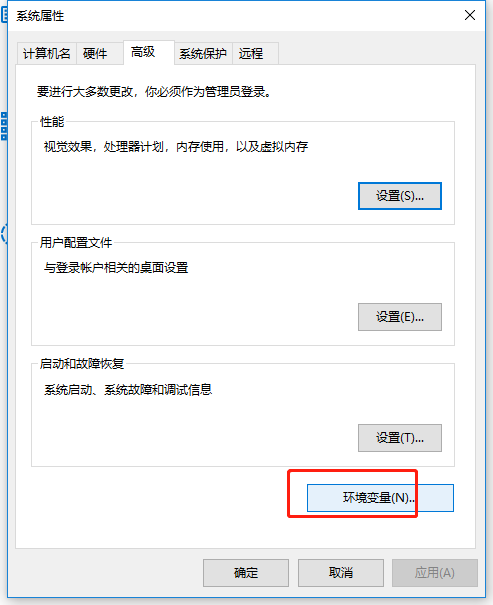 系统属性
计算机名 硬件 高级 系统保护 远程
要进行大多数更改，你必须作为管理员登录。
性能
视觉效果，处理器计划，内存使用，以及虚拟内存
设置(S)...
用户配置文件
与登录帐户相关的桌面设置
设置(E)...
启动和故障恢复
系统启动、系统故障和调试信息
设置(T)...
环境变量(N)..
确定 取消 应用(A)